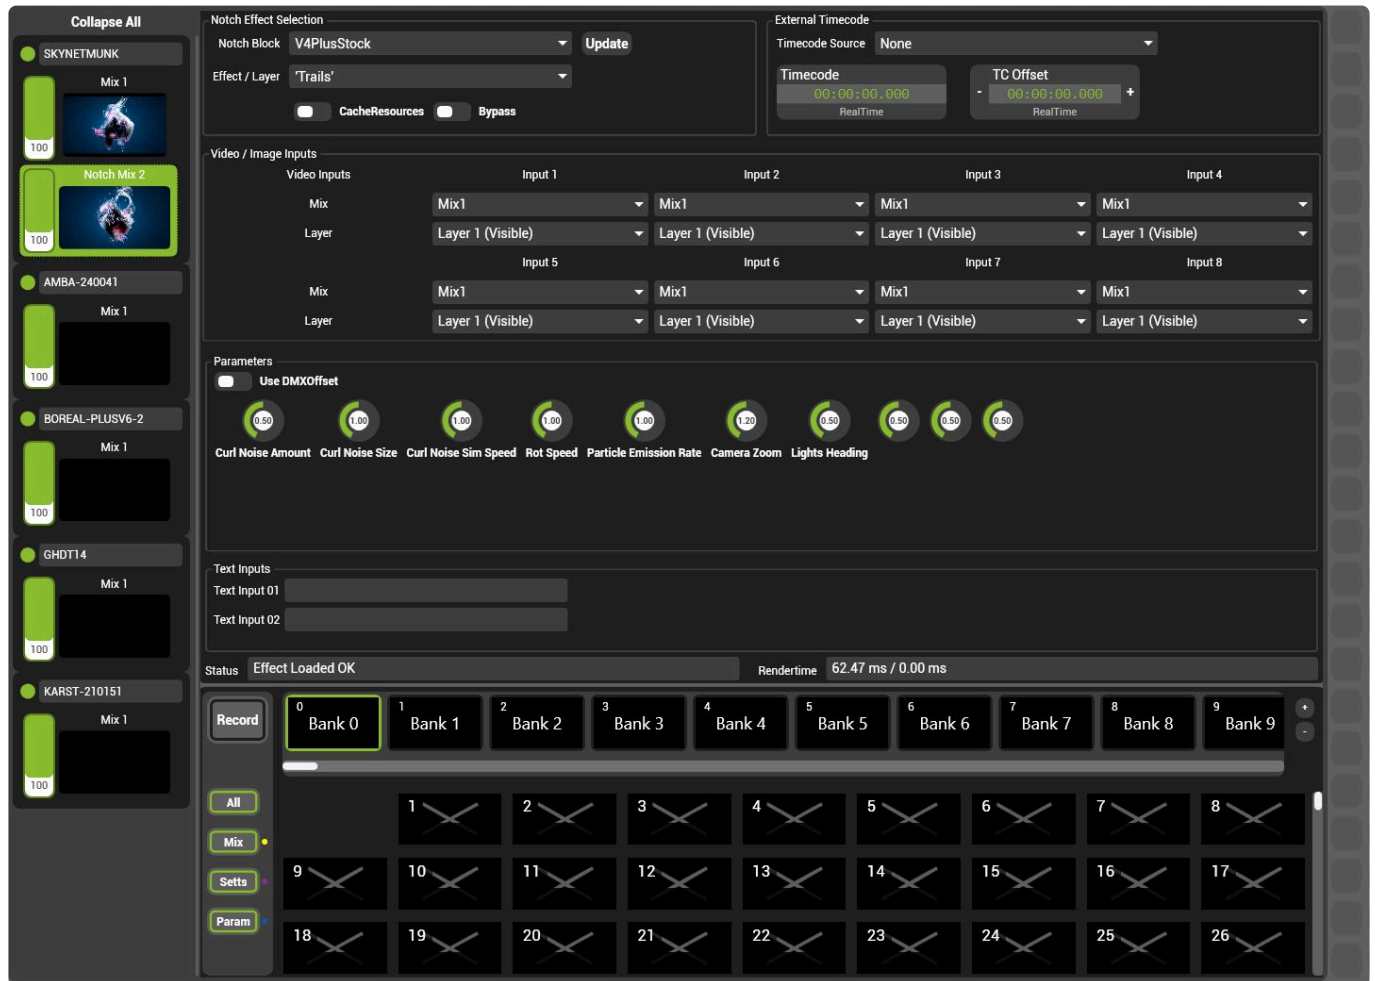 Collapse All
SKYNETMUNK
Mix 1
100
Notch Mix 2
100
AMBA-240041
Mix 1
100
BOREAL-PLUSV6-2
Mix 1
100
GHDT14
Mix 1
100
KARST-210151
Mix 1
100
Notch Effect Selection
Notch Block V4PlusStock Update
Effect / Layer 'Trails'
CacheResources Bypass
External Timecode
Timecode Source None
Timecode TC Offset
00:00:00.000 - 00:00:00.000 +
RealTime RealTime
Video / Image Inputs
Video Inputs Input 1 Input 2 Input 3 Input 4
Mix Mix1 Mix1 Mix1 Mix1
Layer Layer 1 (Visible) Layer 1 (Visible) Layer 1 (Visible) Layer 1 (Visible)
Input 5 Input 6 Input 7 Input 8
Mix Mix1 Mix1 Mix1 Mix1
Layer Layer 1 (Visible) Layer 1 (Visible) Layer 1 (Visible) Layer 1 (Visible)
Parameters
Use DMXOffset
0.50 1.00 1.00 1.00 1.00 1.20 0.50 0.50 0.50 0.50
Curl Noise Amount Curl Noise Size Curl Noise Sim Speed Rot Speed Particle Emission Rate Camera Zoom Lights Heading
Text Inputs
Text Input 01
Text Input 02
Status Effect Loaded OK Rendertime 62.47 ms / 0.00 ms
Record
0 1 2 3 4 5 6 7 8 9 +
Bank 0 Bank 1 Bank 2 Bank 3 Bank 4 Bank 5 Bank 6 Bank 7 Bank 8 Bank 9 -
All
Mix
Setts
Param
1 2 3 4 5 6 7 8
9 10 11 12 13 14 15 16 17
18 19 20 21 22 23 24 25 26